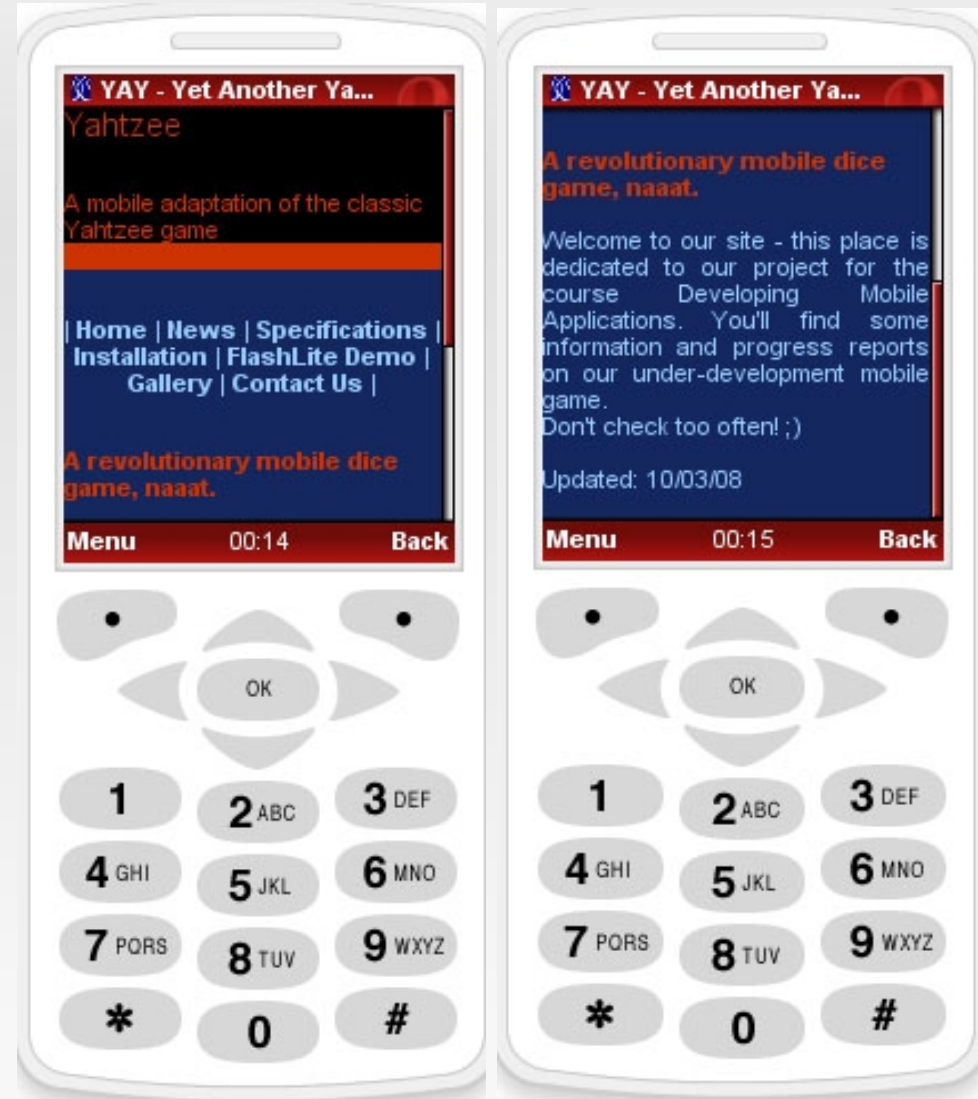 YAY - Yet Another Ya...
Yahtzee
A mobile adaptation of the classic
Yahtzee game
| Home | News | Specifications |
Installation | FlashLite Demo |
Gallery | Contact Us |
A revolutionary mobile dice
game, naaat.
Menu 00:14 Back
OK
1 2 ABC 3 DEF
4 GHI 5 JKL 6 MNO
7 PQRS 8 TUV 9 WXYZ
* 0 #
YAY - Yet Another Ya...
A revolutionary mobile dice
game, naaat.
Welcome to our site - this place is
dedicated to our project for the
course Developing Mobile
Applications. You'll find some
information and progress reports
on our under-development mobile
game.
Don't check too often! ;)
Updated: 10/03/08
Menu 00:15 Back
OK
1 2 ABC 3 DEF
4 GHI 5 JKL 6 MNO
7 PQRS 8 TUV 9 WXYZ
* 0 #